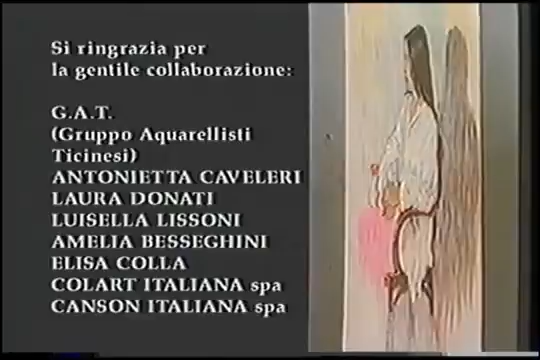 Si ringrazia per
la gentile collaborazione:
G.A.T.
(Gruppo Aquarellisti
Ticinesi)
ANTONIETTA CAVELERI
LAURA DONATI
LUISELLA LISSONI
AMELIA BESSEGHINI
ELISA COLLA
COLART ITALIANA spa
CANSON ITALIANA spa